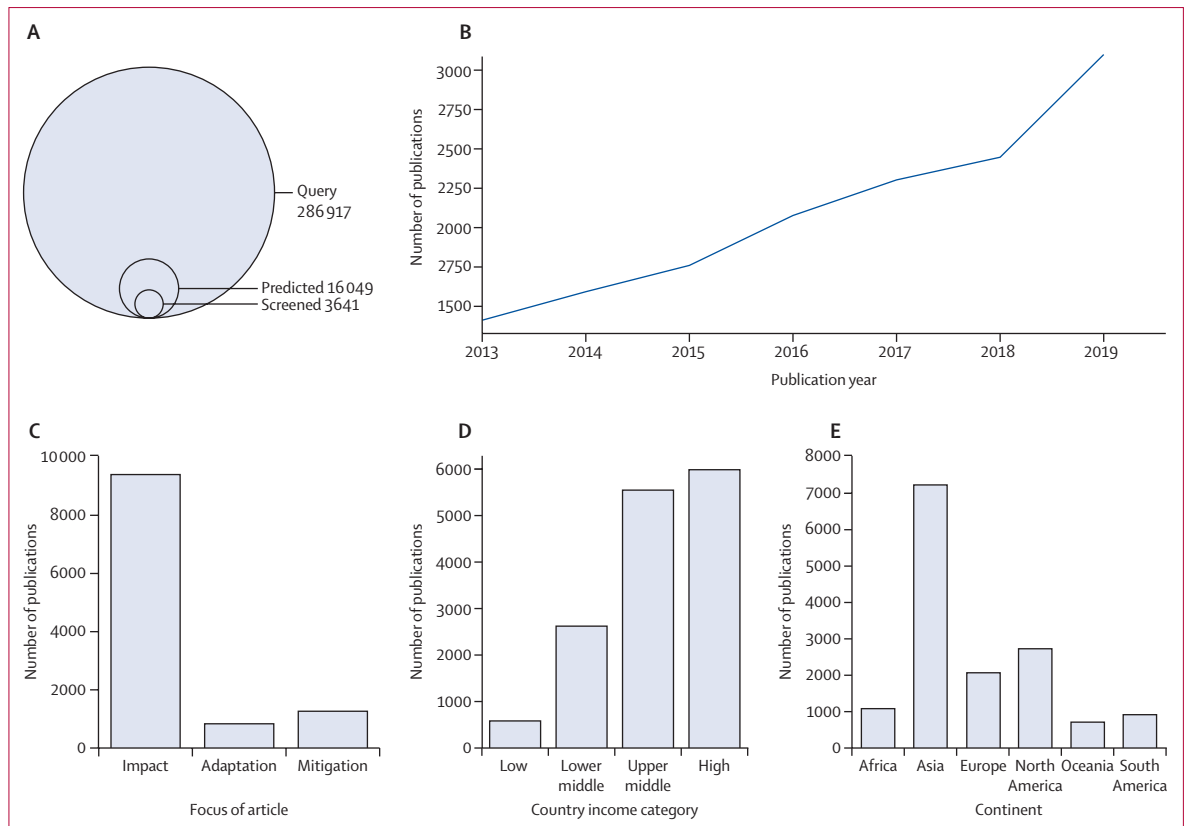 A
Query
286 917
Predicted 16 049
Screened 3641
B
Number of publications
3000
2750
2500
2250
2000
2750
1500
2013 2014 2015 2016 2017 2018 2019
Publication year
C
Number of publications
10 000
8000
6000
4000
2000
0
Impact Adaptation Mitigation
Focus of article
D
Number of publications
6000
5000
4000
3000
2000
1000
0
Low Lower middle Upper middle High
Country income category
E
Number of publications
8000
7000
6000
5000
4000
3000
2000
1000
0
Africa Asia Europe North America Oceania South America
Continent